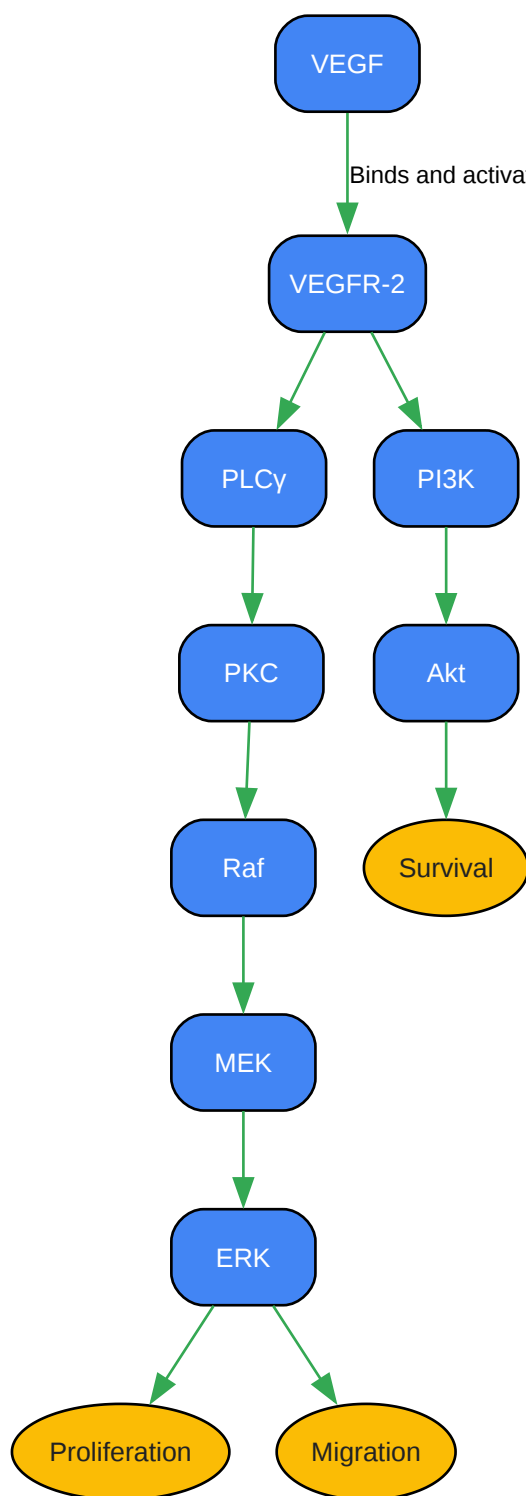 VEGF
Binds and activa
VEGFR-2
PLCγ
PI3K
PKC
Akt
Raf
Survival
MEK
ERK
Proliferation
Migration